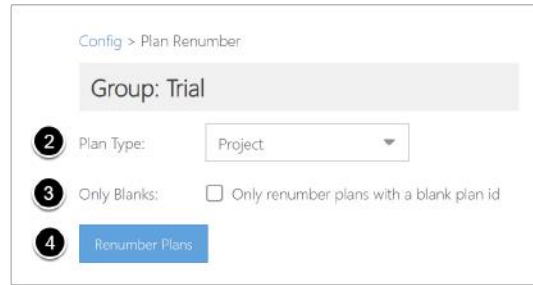 Config > Plan Renumber
Group: Trial
2 Plan Type: Project
3 Only Blanks: Only renumber plans with a blank plan id
4 Renumber Plans